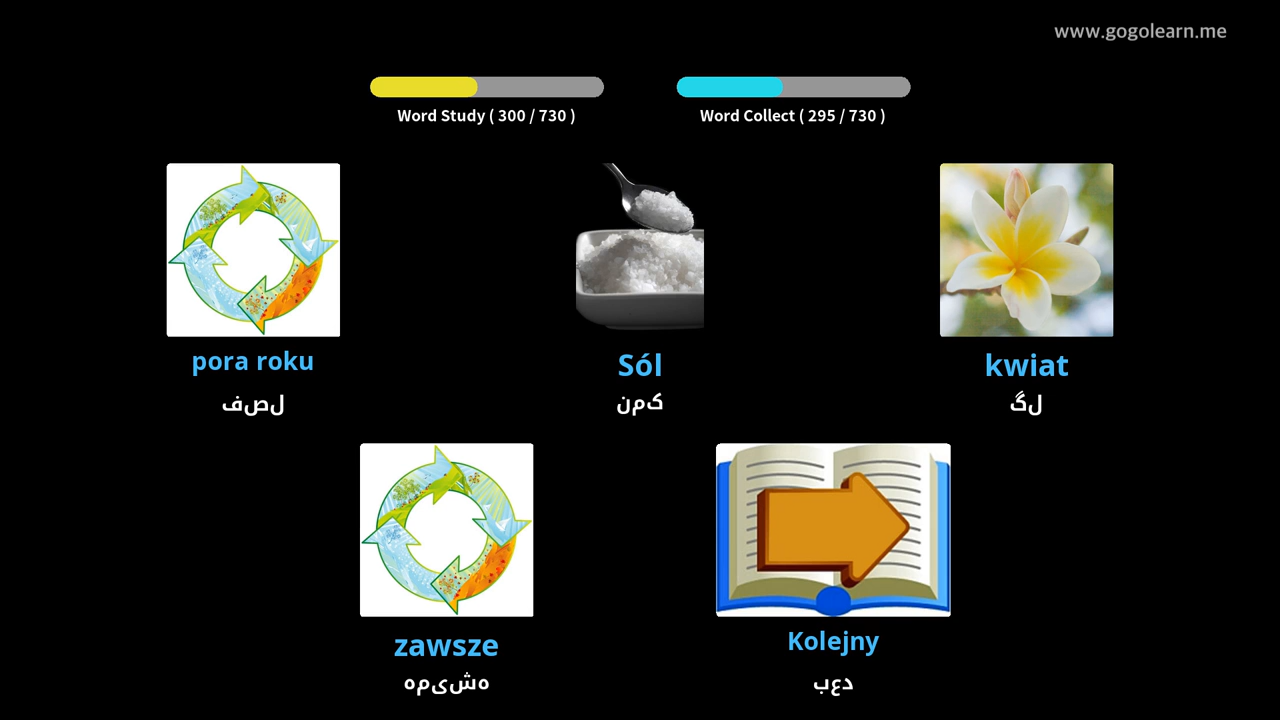 www.gogolearn.me
Word Study ( 300 / 730 )
Word Collect ( 295 / 730 )
pora roku
لصف
Sól
کمن
kwiat
لگ
zawsze
هشیمه
Kolejny
دعب